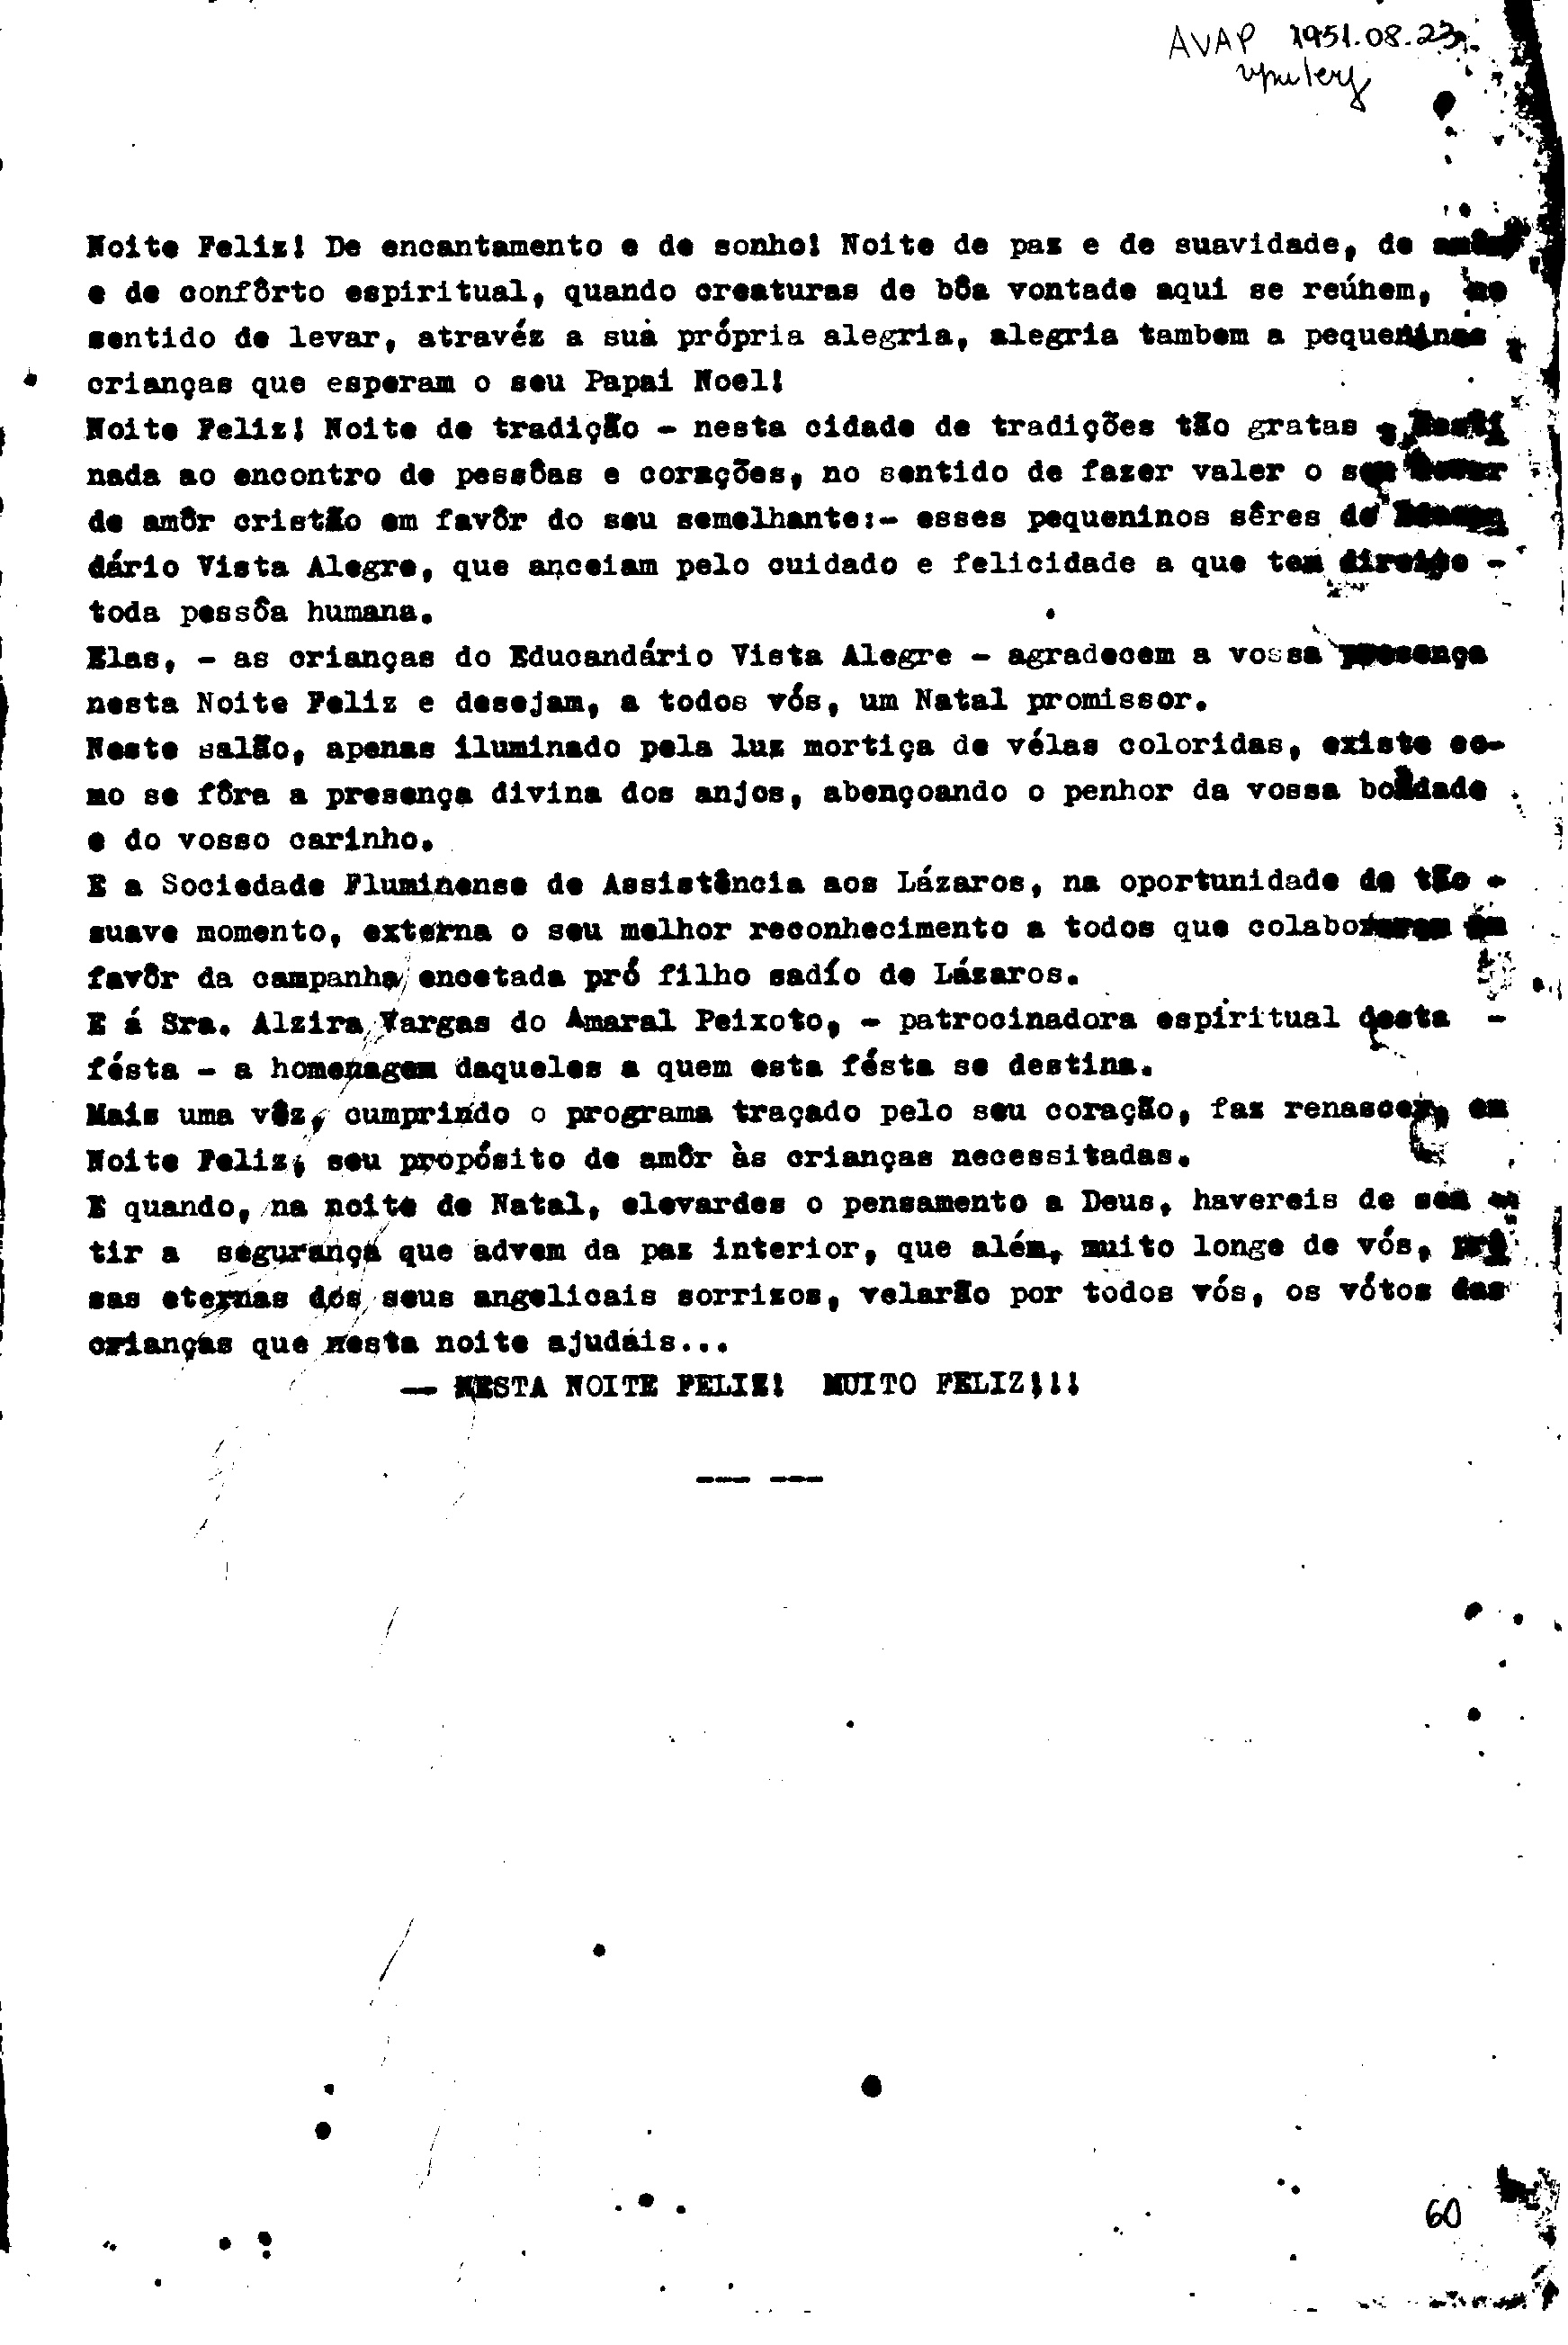 AVAP 1951.08.23
Noite Feliz! De encantamento e de sonho! Noite de paz e de suavidade, de amôr
e de confôrto espiritual, quando creaturas de bôa vontade aqui se reúnem, no
sentido de levar, atravéz a sua própria alegria, alegria tambem a pequeninas
crianças que esperam o seu Papai Noel!
Noite Feliz! Noite de tradição - nesta cidade de tradições tão gratas - Desti
nada ao encontro de pessôas e corações, no sentido de fazer valer o seu dever
de amôr cristão em favôr do seu semelhante:- esses pequeninos sêres do Educan
dário Vista Alegre, que anceiam pelo cuidado e felicidade a que tem direito -
toda pessôa humana.
Elas, - as crianças do Educandário Vista Alegre - agradecem a vossa presença
nesta Noite Feliz e desejam, a todos vós, um Natal promissor.
Neste salão, apenas iluminado pela luz mortiça de vélas coloridas, existe co-
mo se fôra a presença divina dos anjos, abençoando o penhor da vossa bondade
e do vosso carinho.
E a Sociedade Fluminense de Assistência aos Lázaros, na oportunidade de tão -
suave momento, externa o seu melhor reconhecimento a todos que colaboraram em
favôr da campanha encetada pró filho sadío de Lázaros.
E á Sra. Alzira Vargas do Amaral Peixoto, - patrocinadora espiritual desta -
fésta - a homenagem daqueles a quem esta fésta se destina.
Mais uma vêz, cumprindo o programa traçado pelo seu coração, faz renascer, em
Noite Feliz, seu propósito de amôr às crianças necessitadas.
E quando, na noite de Natal, elevardes o pensamento a Deus, havereis de sen -
tir a segurança que advem da paz interior, que além, muito longe de vós, prê
sas eternas dos seus angelicais sorrizos, velarão por todos vós, os vótos das
crianças que nesta noite ajudáis...
— NESTA NOITE FELIZ! MUITO FELIZ!!!
--- ---
60